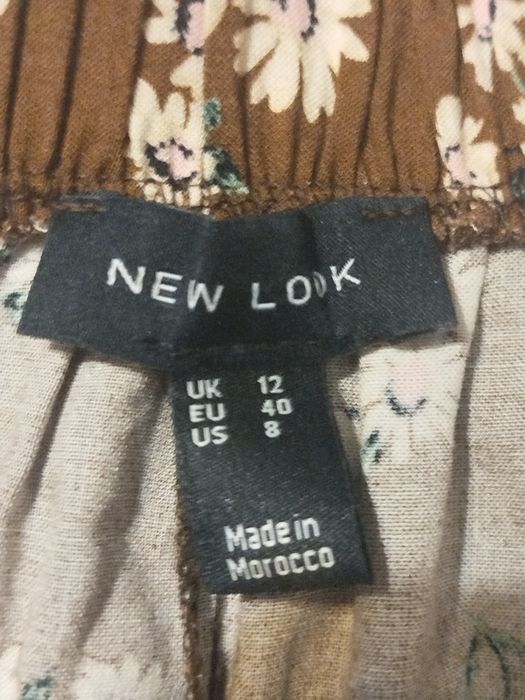 NEW LOOK
UK 12
EU 40
US 8
Made in
Morocco